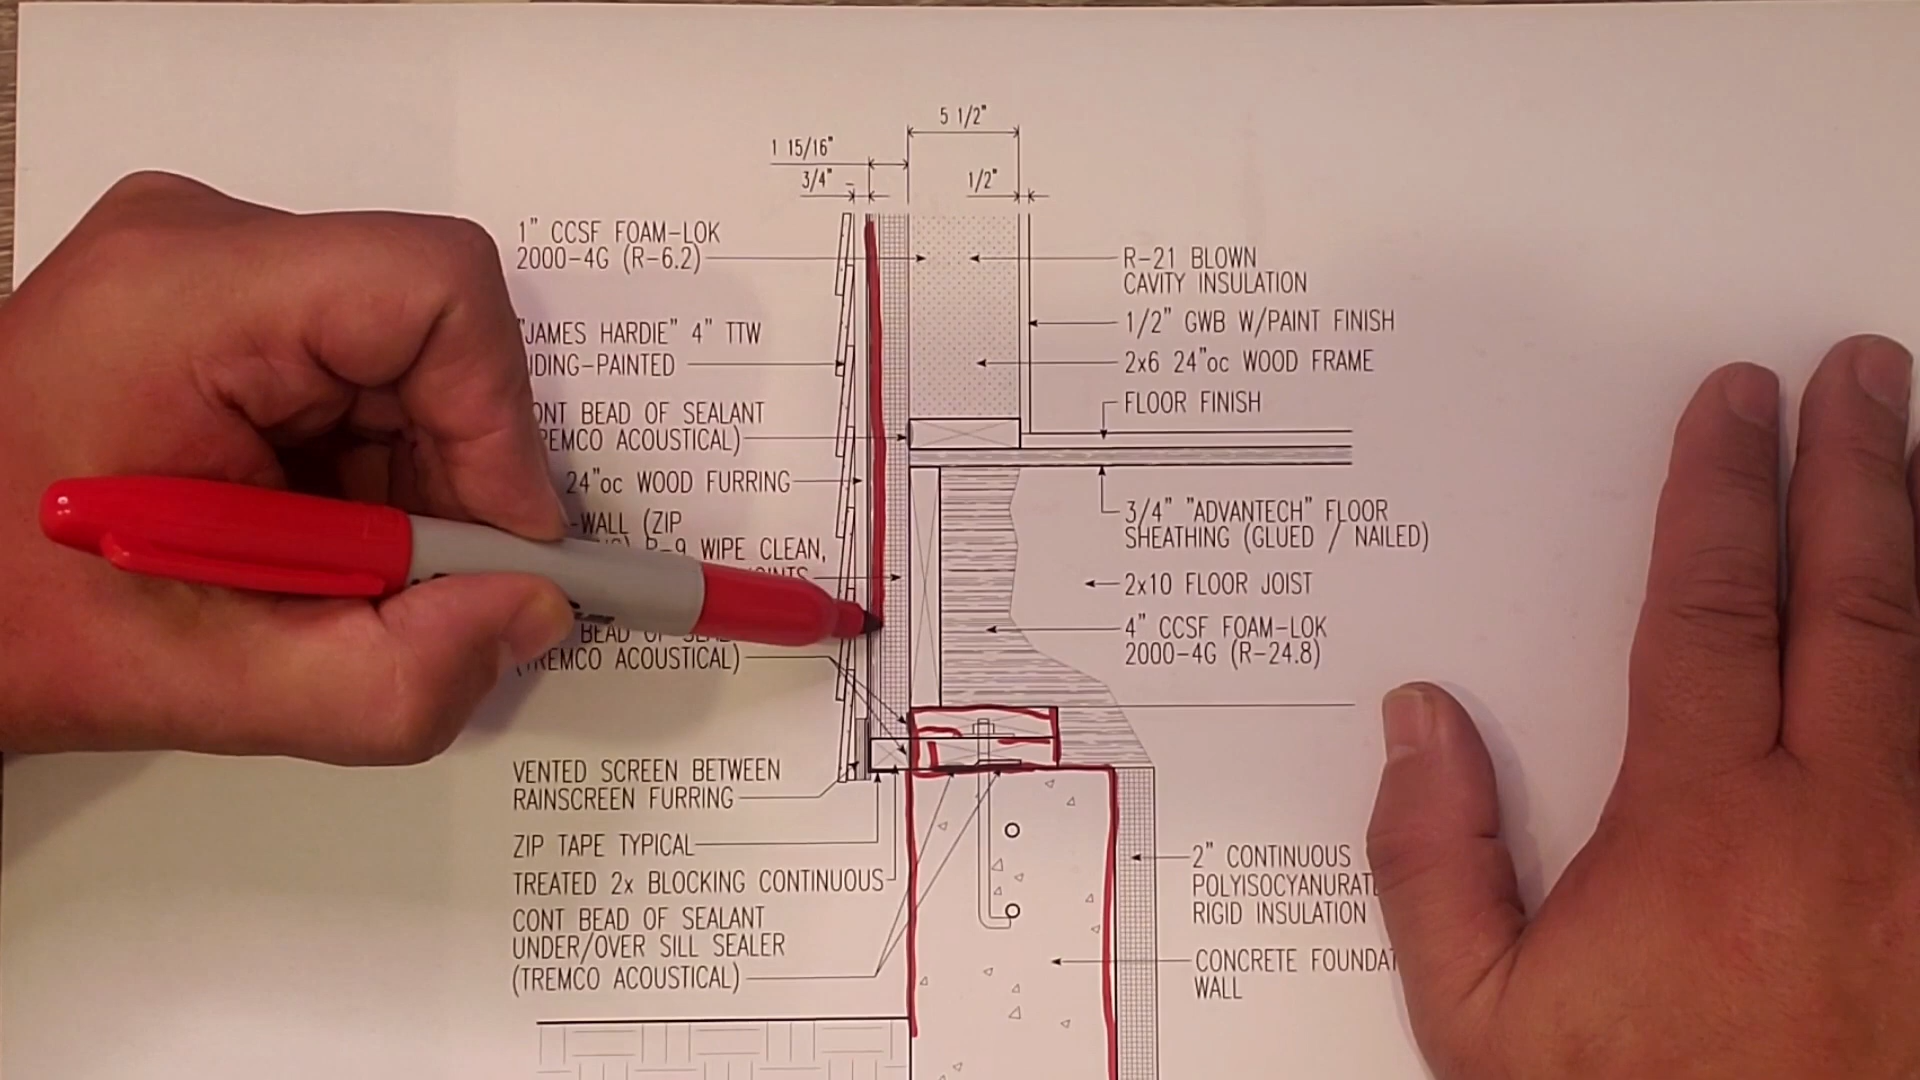 5 1/2"
1 15/16"
3/4"
1/2"
1" CCSF FOAM-LOK
2000-4G (R-6.2)
"JAMES HARDIE" 4" TTW
-PAINTED
BEAD OF SEALANT
ACOUSTICAL)
24"oc WOOD FURRING
-WALL (ZIP
R-9 WIPE CLEAN,
BEAD OF
(TREMCO ACOUSTICAL)
VENTED SCREEN BETWEEN
RAINSCREEN FURRING
ZIP TAPE TYPICAL
TREATED 2x BLOCKING CONTINUOUS
CONT BEAD OF SEALANT
UNDER/OVER SILL SEALER
(TREMCO ACOUSTICAL)
R-21 BLOWN
CAVITY INSULATION
1/2" GWB W/PAINT FINISH
2x6 24"oc WOOD FRAME
FLOOR FINISH
3/4" "ADVANTECH" FLOOR
SHEATHING (GLUED / NAILED)
2x10 FLOOR JOIST
4" CCSF FOAM-LOK
2000-4G (R-24.8)
2" CONTINUOUS
POLYISOCYANURATE
RIGID INSULATION
CONCRETE
WALL